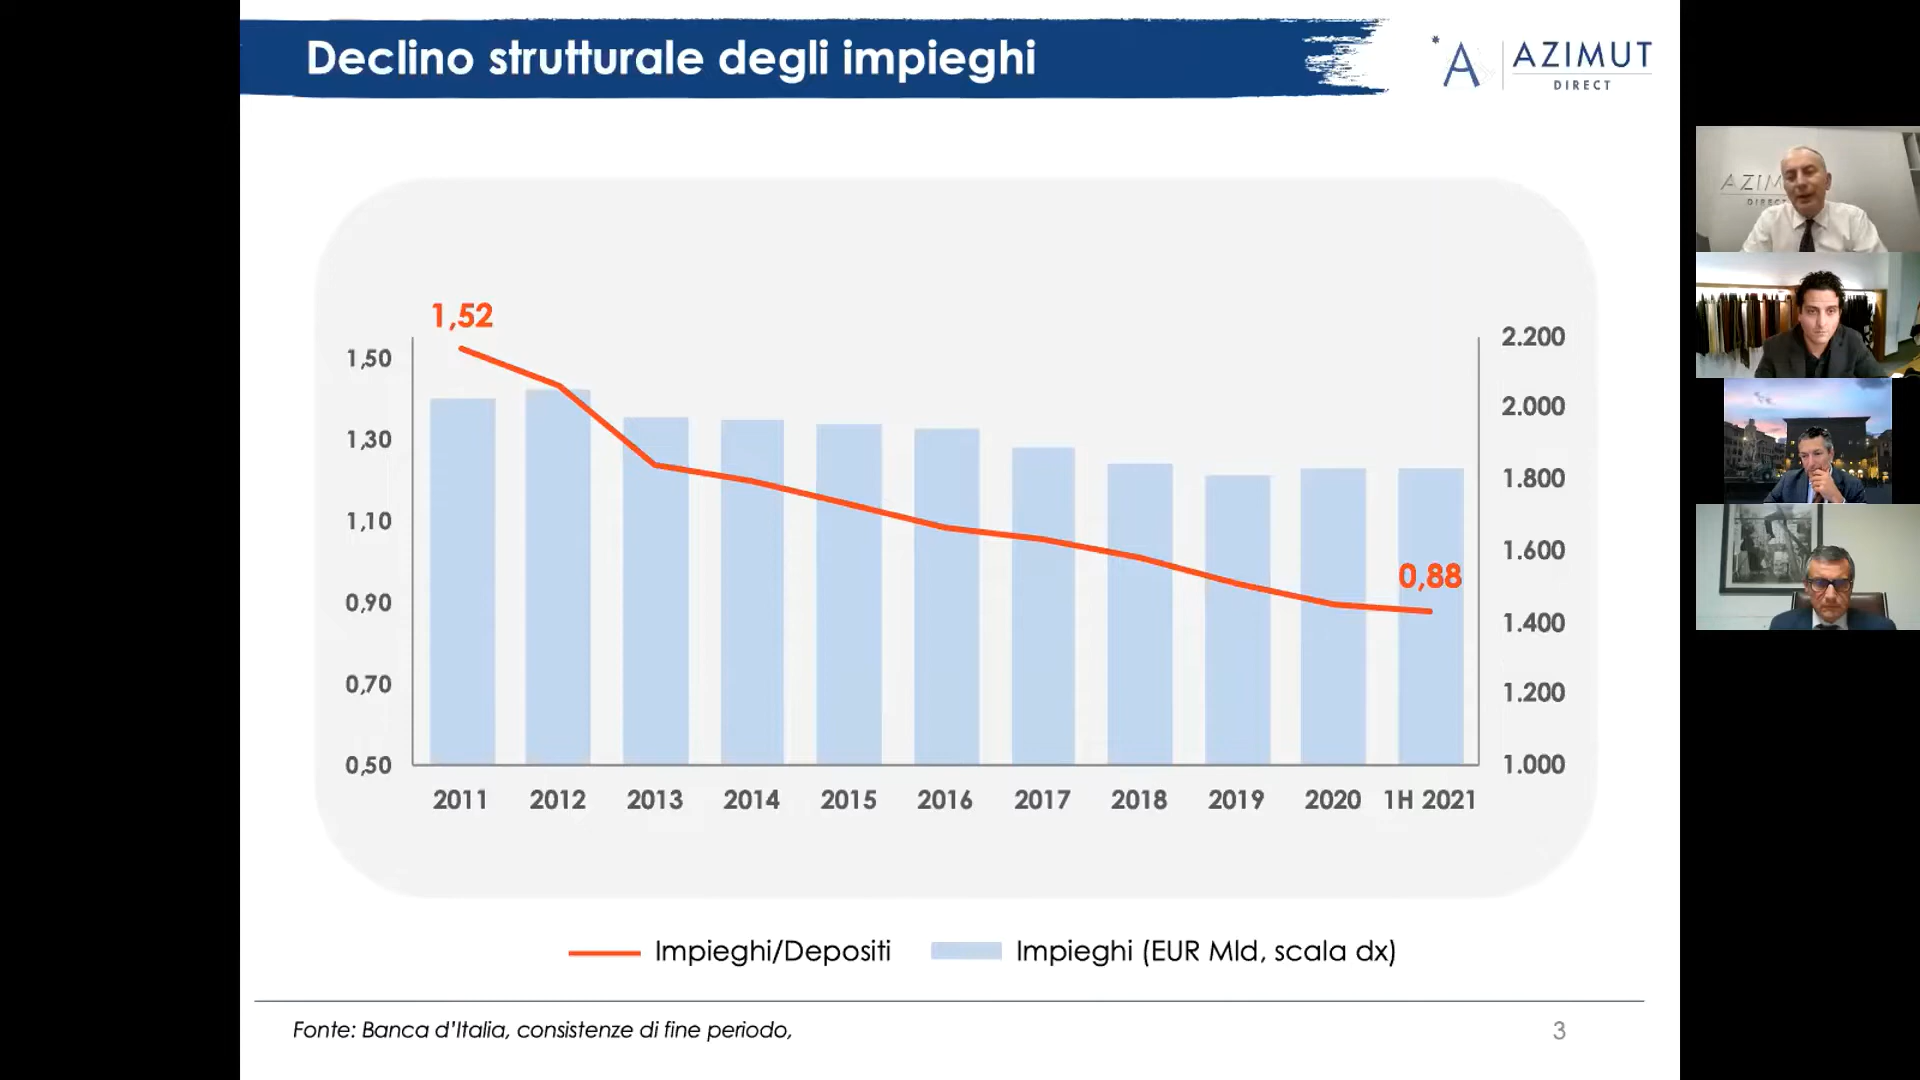 Declino strutturale degli impieghi
AZIMUT
DIRECT
1,52
0,88
1,50
1,30
1,10
0,90
0,70
0,50
2.200
2.000
1.800
1.600
1.400
1.200
1.000
2011 2012 2013 2014 2015 2016 2017 2018 2019 2020 1H 2021
Impieghi/Depositi Impieghi (EUR Mld, scala dx)
Fonte: Banca d'Italia, consistenze di fine periodo,
3
AZIM
DIRECT